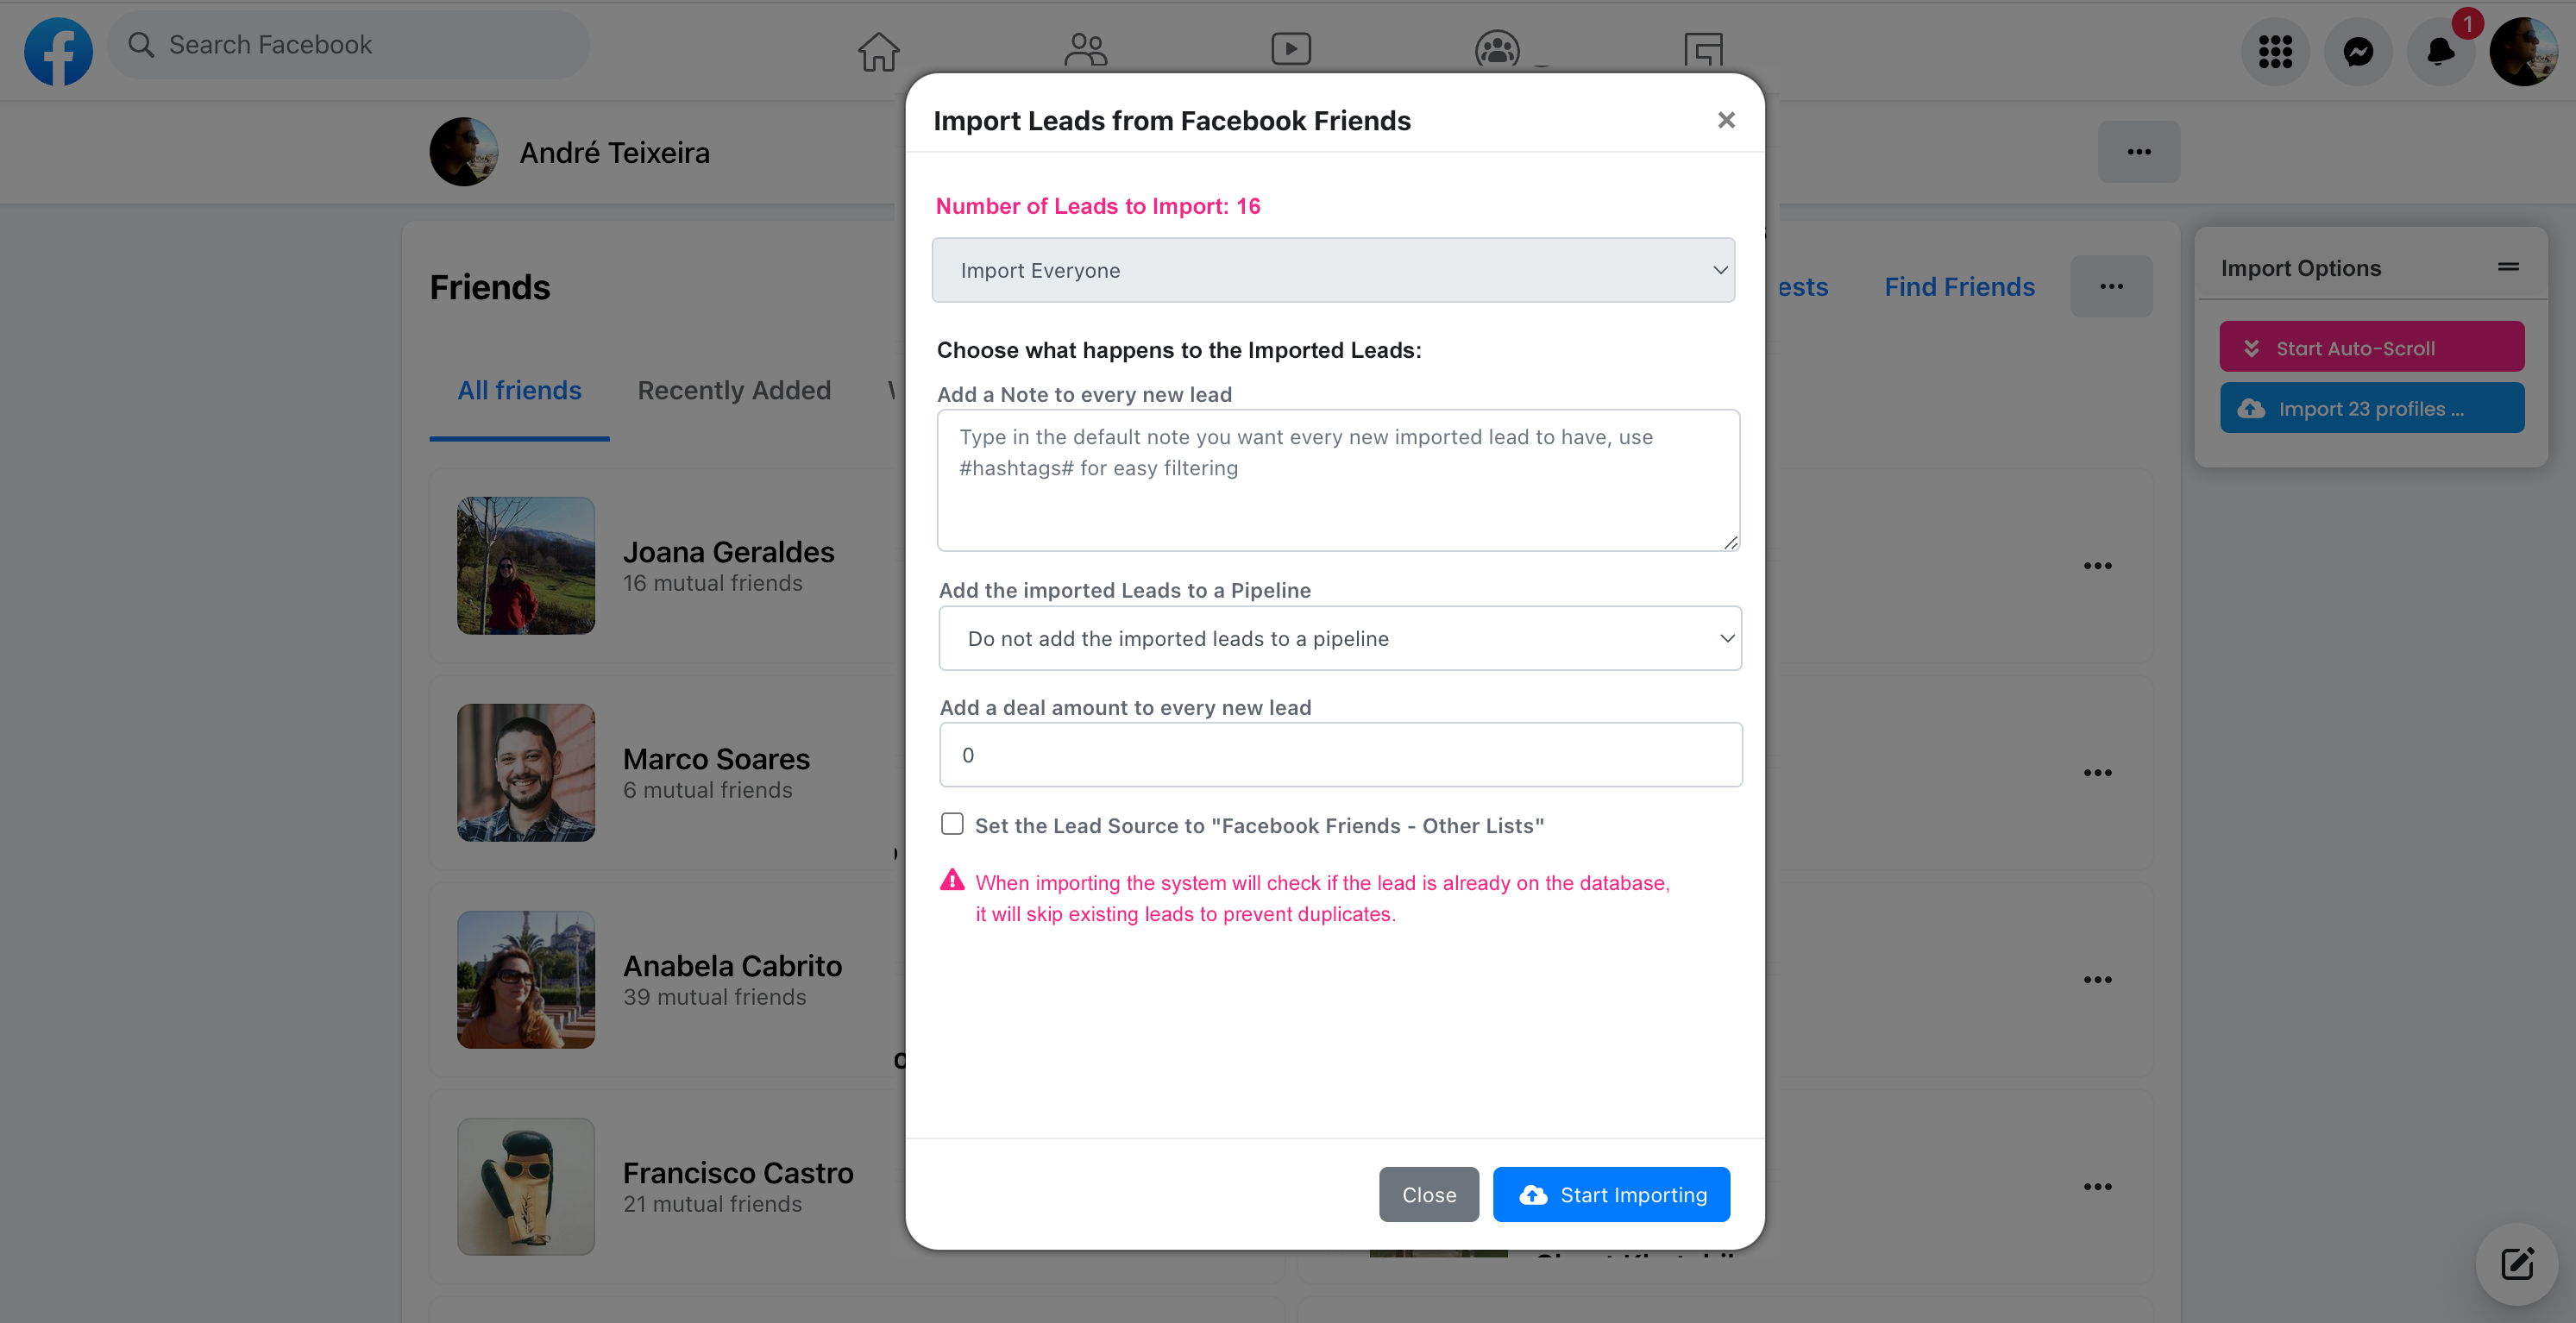 Search Facebook
1
André Teixeira
Import Leads from Facebook Friends
Number of Leads to Import: 16
Import Everyone
Choose what happens to the Imported Leads:
Add a Note to every new lead
Type in the default note you want every new imported lead to have, use
#hashtags# for easy filtering
Add the imported Leads to a Pipeline
Do not add the imported leads to a pipeline
Add a deal amount to every new lead
0
Set the Lead Source to "Facebook Friends - Other Lists"
When importing the system will check if the lead is already on the database,
it will skip existing leads to prevent duplicates.
Close
Start Importing
Friends
ests
Find Friends
All friends
Recently Added
Joana Geraldes
16 mutual friends
Marco Soares
6 mutual friends
Anabela Cabrito
39 mutual friends
Francisco Castro
21 mutual friends
Import Options
Start Auto-Scroll
Import 23 profiles ...